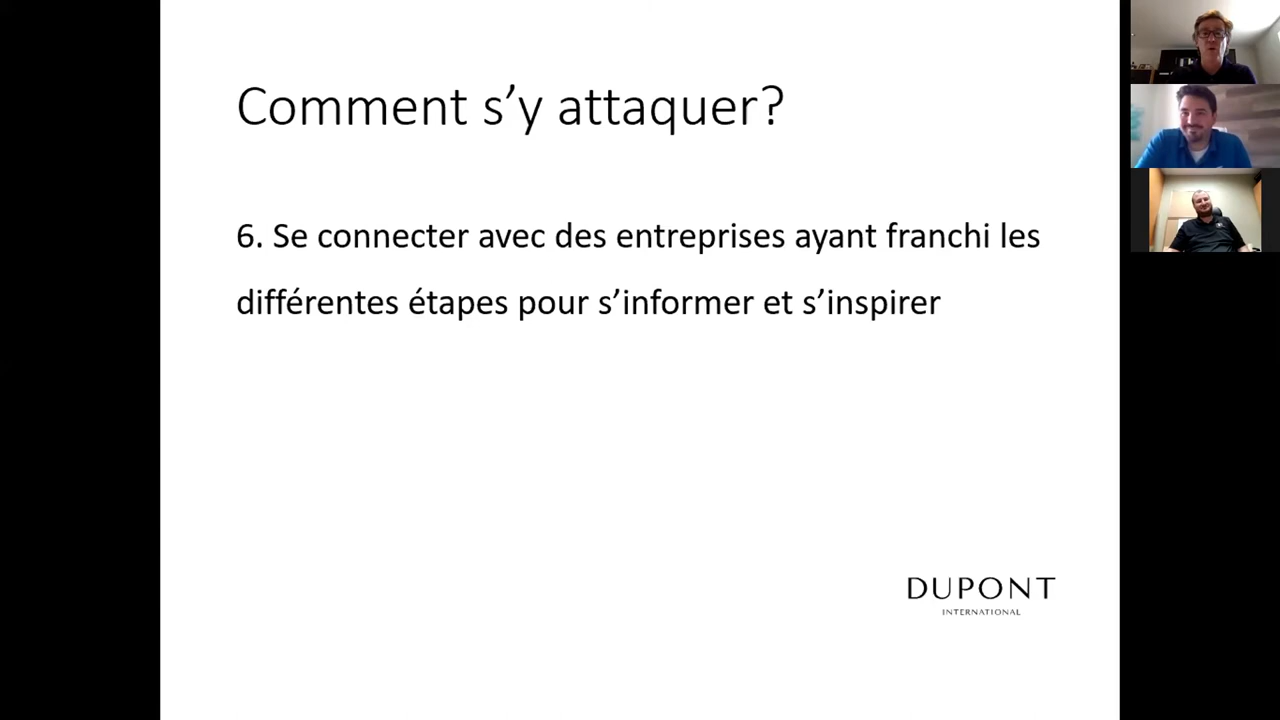 Comment s’y attaquer?
6. Se connecter avec des entreprises ayant franchi les
différentes étapes pour s’informer et s’inspirer
DUPONT
INTERNATIONAL